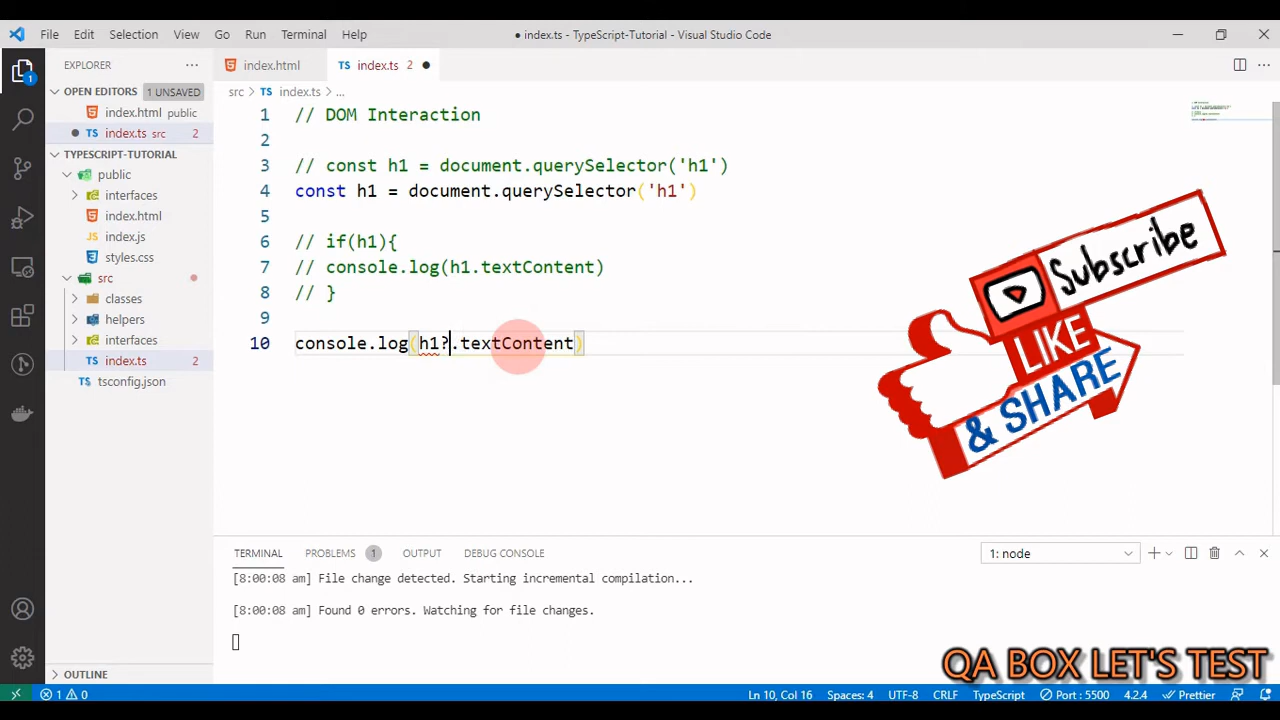 File Edit Selection View Go Run Terminal Help
● index.ts - TypeScript-Tutorial - Visual Studio Code
EXPLORER
index.html
index.ts 2
OPEN EDITORS 1 UNSAVED
index.html public
index.ts src 2
TYPESCRIPT-TUTORIAL
public
interfaces
index.html
index.js
styles.css
src
classes
helpers
interfaces
index.ts 2
tsconfig.json
OUTLINE
1
src > TS index.ts > ...
1 // DOM Interaction
2
3 // const h1 = document.querySelector('h1')
4 const h1 = document.querySelector('h1')
5
6 // if(h1){
7 // console.log(h1.textContent)
8 // }
9
10 console.log(h1?.textContent)
Subscribe
LIKE
& SHARE
TERMINAL PROBLEMS 1 OUTPUT DEBUG CONSOLE
1: node
[8:00:08 am] File change detected. Starting incremental compilation...
[8:00:08 am] Found 0 errors. Watching for file changes.
QA BOX LET'S TEST
1 0 Ln 10, Col 16 Spaces: 4 UTF-8 CRLF TypeScript Port : 5500 4.2.4 Prettier